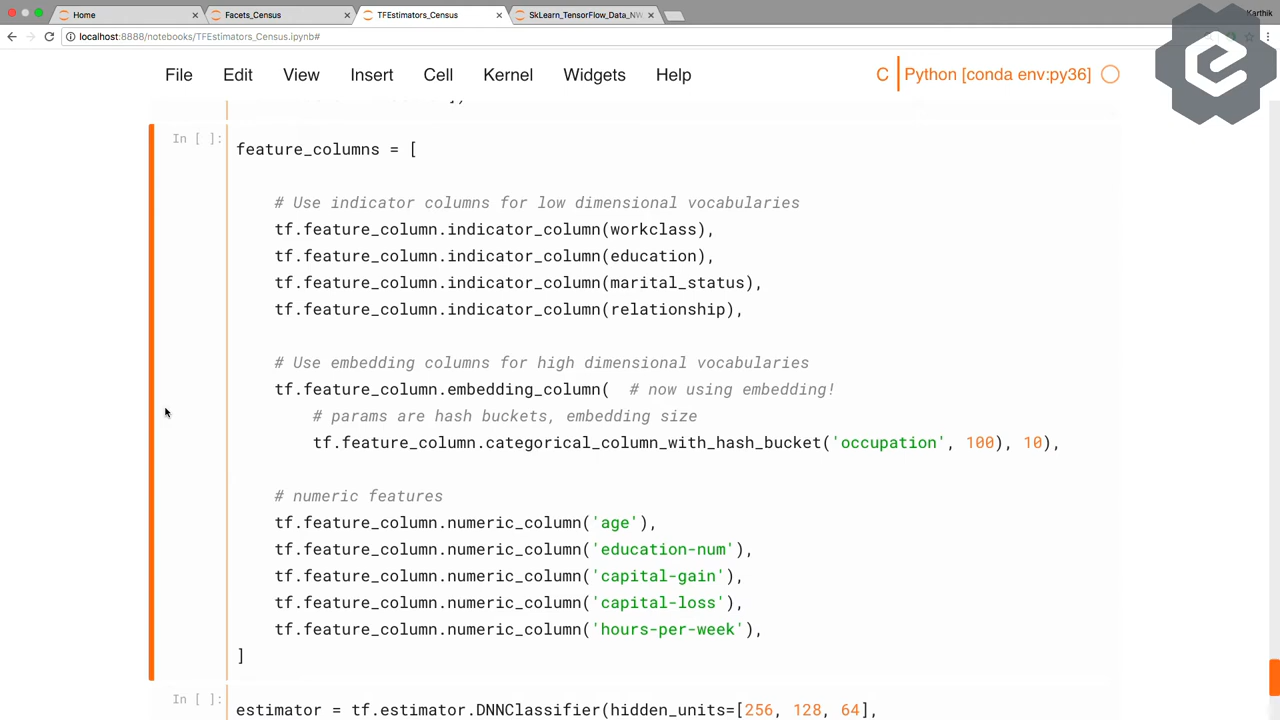 Home
Facets_Census
TFEstimators_Census
SkLearn_TensorFlow_Data_NW
Karthik
localhost:8888/notebooks/TFEstimators_Census.ipynb#
File Edit View Insert Cell Kernel Widgets Help
C Python [conda env:py36]
In [ ]:
feature_columns = [
# Use indicator columns for low dimensional vocabularies
tf.feature_column.indicator_column(workclass),
tf.feature_column.indicator_column(education),
tf.feature_column.indicator_column(marital_status),
tf.feature_column.indicator_column(relationship),
# Use embedding columns for high dimensional vocabularies
tf.feature_column.embedding_column(  # now using embedding!
# params are hash buckets, embedding size
tf.feature_column.categorical_column_with_hash_bucket('occupation', 100), 10),
# numeric features
tf.feature_column.numeric_column('age'),
tf.feature_column.numeric_column('education-num'),
tf.feature_column.numeric_column('capital-gain'),
tf.feature_column.numeric_column('capital-loss'),
tf.feature_column.numeric_column('hours-per-week'),
]
In [ ]:
estimator = tf.estimator.DNNClassifier(hidden_units=[256, 128, 64],